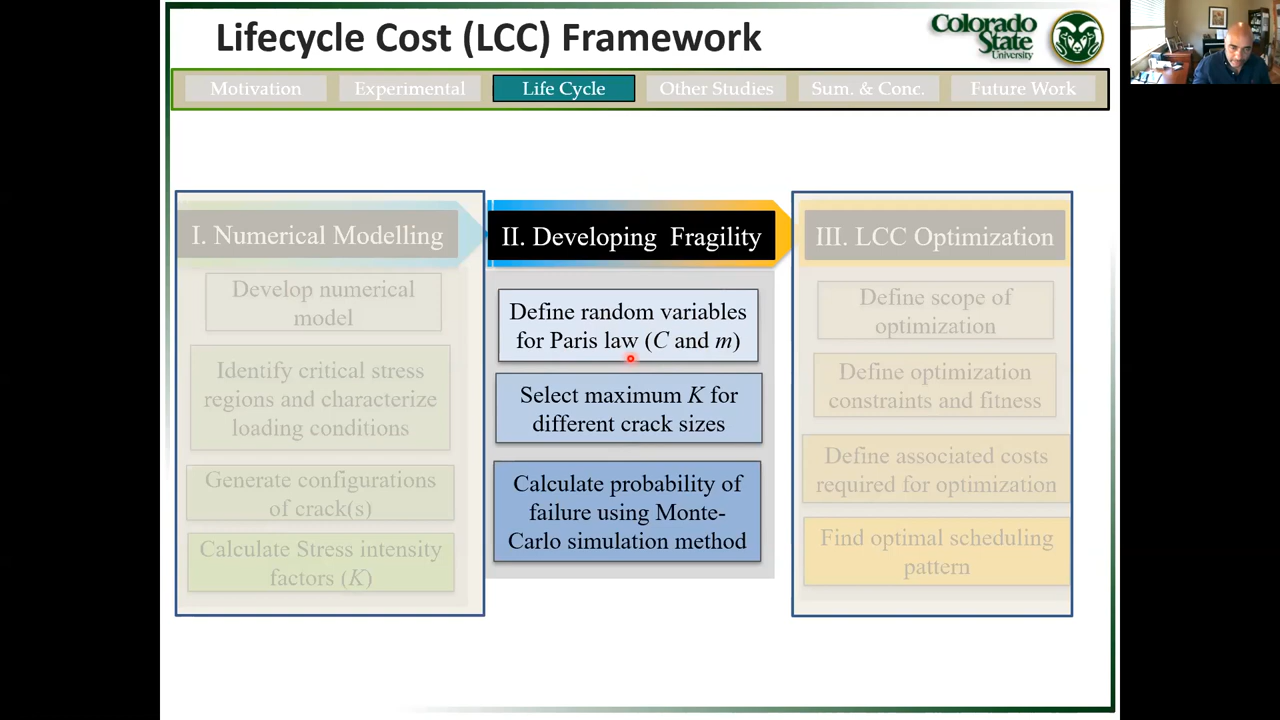 Lifecycle Cost (LCC) Framework
Colorado
State
University
Motivation
Experimental
Life Cycle
Other Studies
Sum. & Conc.
Future Work
I. Numerical Modelling
Develop numerical
model
Identify critical stress
regions and characterize
loading conditions
Generate configurations
of crack(s)
Calculate Stress intensity
factors (K)
II. Developing Fragility
Define random variables
for Paris law (C and m)
Select maximum K for
different crack sizes
Calculate probability of
failure using Monte-
Carlo simulation method
III. LCC Optimization
Define scope of
optimization
Define optimization
constraints and fitness
Define associated costs
required for optimization
Find optimal scheduling
pattern